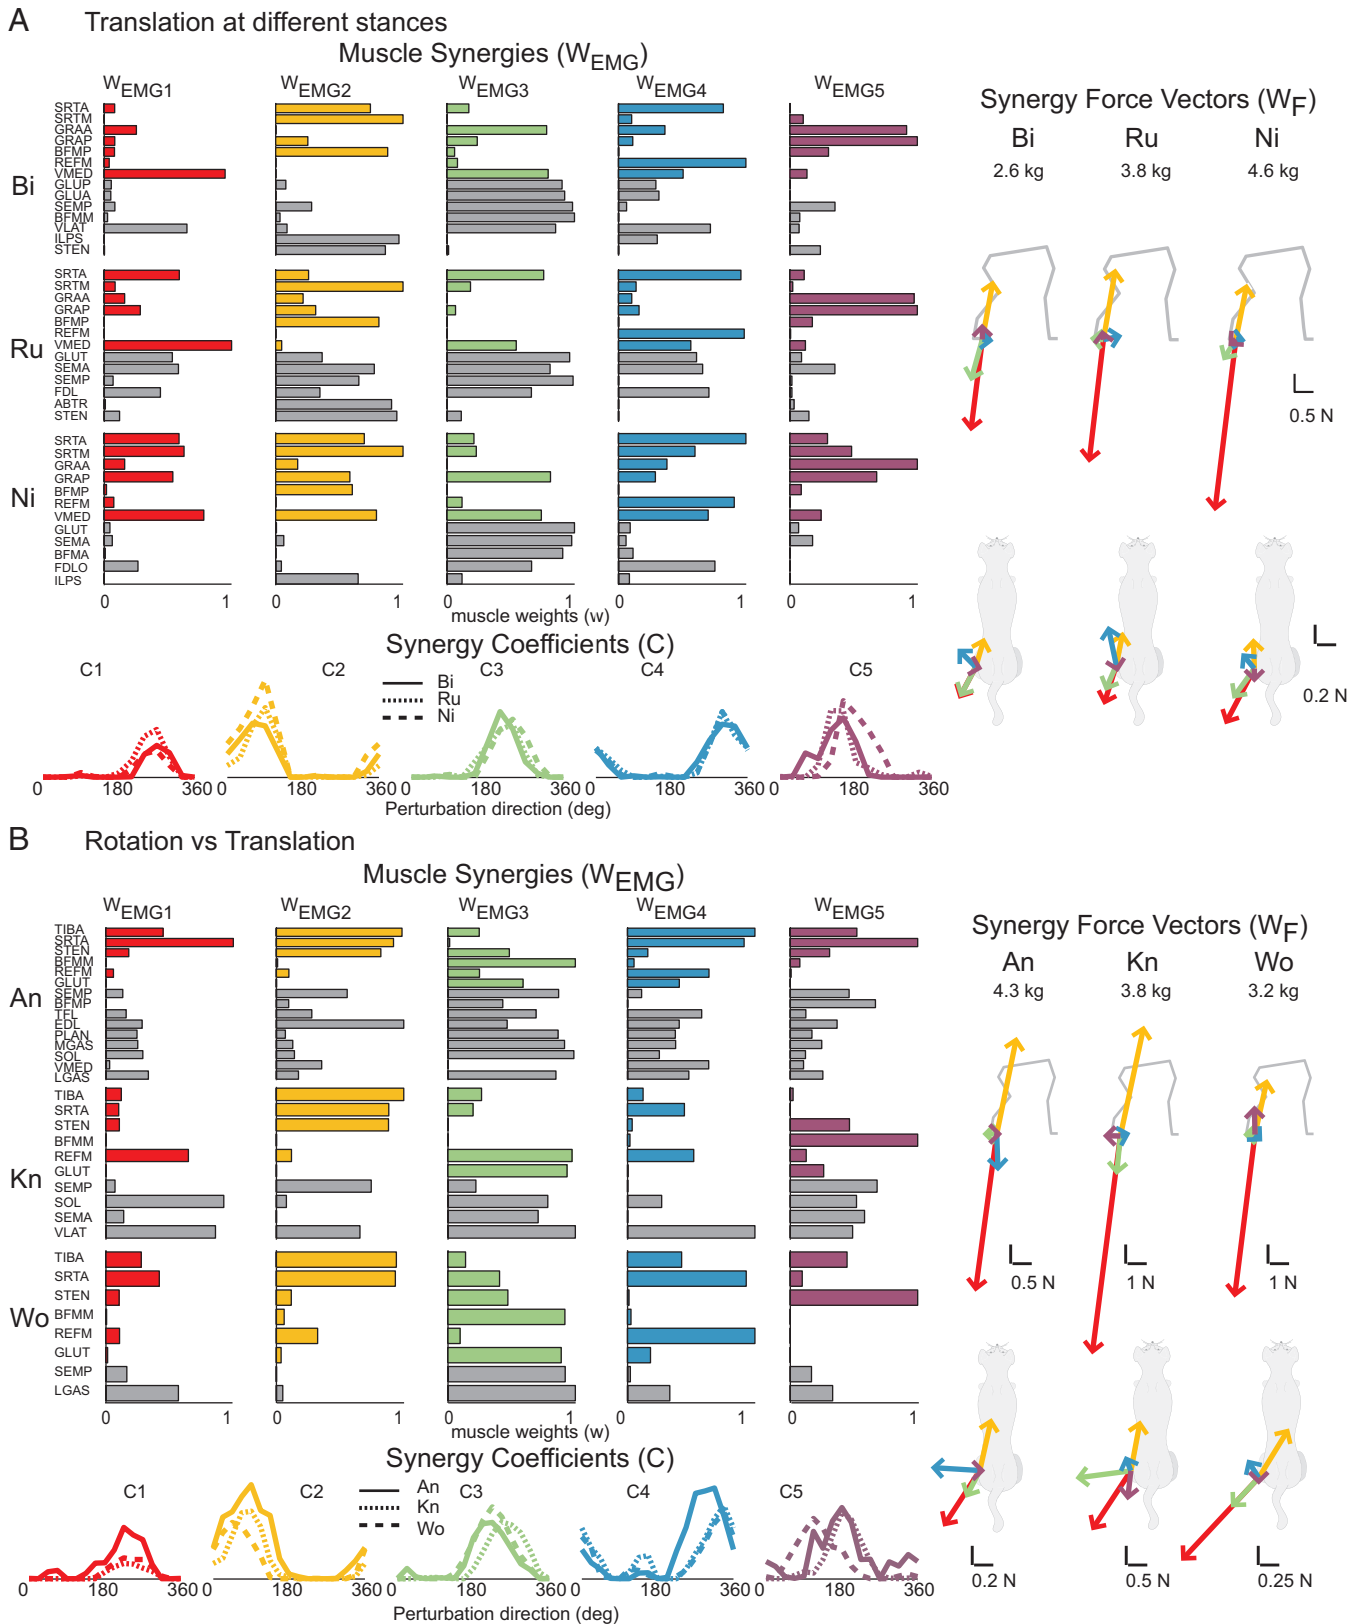 A Translation at different stances
Muscle Synergies (WEMG)
WEMG1 WEMG2 WEMG3 WEMG4 WEMG5
Synergy Force Vectors (WF)
Bi Ru Ni
2.6 kg 3.8 kg 4.6 kg
Bi
SRTA
SRTM
GRAA
GRAP
BFMP
REFM
VMED
GLUP
GLUA
SEMP
BFMM
VLAT
ILPS
STEN
Ru
SRTA
SRTM
GRAA
GRAP
BFMP
REFM
VMED
GLUT
SEMA
SEMP
FDL
ABTR
STEN
0.5 N
Ni
SRTA
SRTM
GRAA
GRAP
BFMP
REFM
VMED
GLUT
SEMA
BFMA
FDLO
ILPS
0 1 0 1 0 1 0 1 0 1
muscle weights (w)
0.2 N
Synergy Coefficients (C)
C1 C2 C3 C4 C5
Bi
Ru
Ni
0 180 360 0 180 360 0 180 360 0 180 360 0 180 360
Perturbation direction (deg)
B Rotation vs Translation
Muscle Synergies (WEMG)
WEMG1 WEMG2 WEMG3 WEMG4 WEMG5
Synergy Force Vectors (WF)
An Kn Wo
4.3 kg 3.8 kg 3.2 kg
An
TIBA
SRTA
STEN
BFMM
REFM
GLUT
SEMP
BFMP
TFL
EDL
PLAN
MGAS
SOL
VMED
LGAS
Kn
TIBA
SRTA
STEN
BFMM
REFM
GLUT
SEMP
SOL
SEMA
VLAT
0.5 N 1 N 1 N
Wo
TIBA
SRTA
STEN
BFMM
REFM
GLUT
SEMP
LGAS
0 1 0 1 0 1 0 1 0 1
muscle weights (w)
Synergy Coefficients (C)
C1 C2 C3 C4 C5
An
Kn
Wo
0 180 360 0 180 360 0 180 360 0 180 360 0 180 360
Perturbation direction (deg)
0.2 N 0.5 N 0.25 N